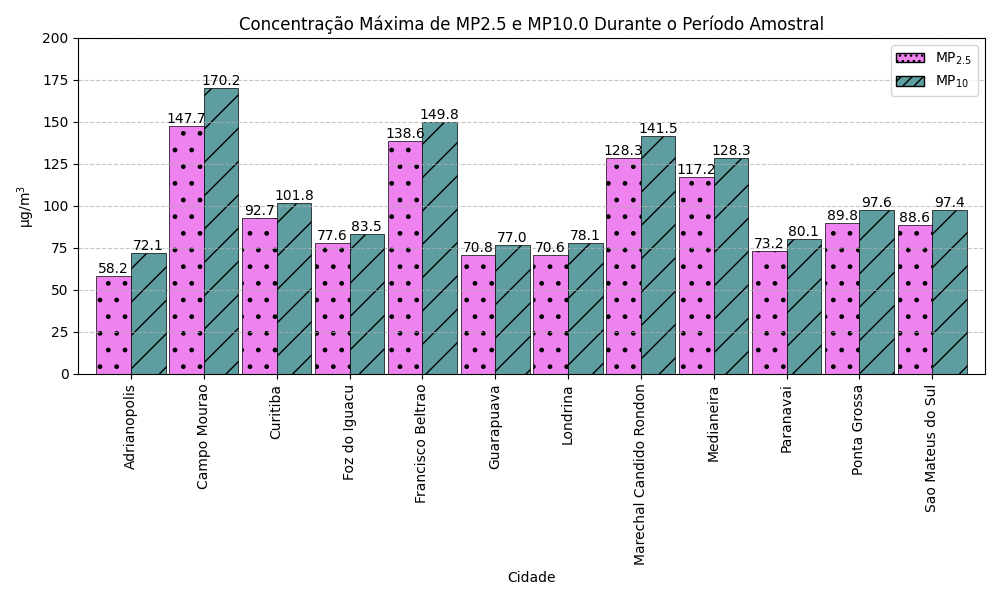 Concentração Máxima de MP2.5 e MP10.0 Durante o Período Amostral
µg/m³
200
175
150
125
100
75
50
25
0
MP₂.₅
MP₁₀
58.2
72.1
147.7
170.2
92.7
101.8
77.6
83.5
138.6
149.8
70.8
77.0
70.6
78.1
128.3
141.5
117.2
128.3
73.2
80.1
89.8
97.6
88.6
97.4
Adrianopolis
Campo Mourao
Curitiba
Foz do Iguacu
Francisco Beltrao
Guarapuava
Londrina
Marechal Candido Rondon
Medianeira
Paranavai
Ponta Grossa
Sao Mateus do Sul
Cidade